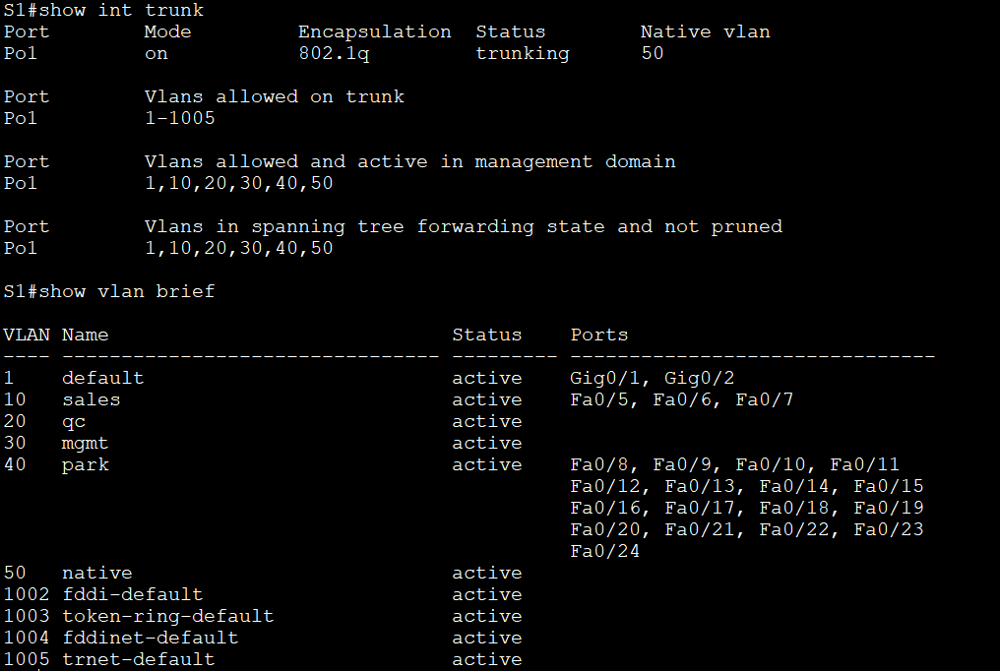 S1#show int trunk
Port        Mode         Encapsulation  Status        Native vlan
Po1         on           802.1q         trunking      50
Port        Vlans allowed on trunk
Po1         1-1005
Port        Vlans allowed and active in management domain
Po1         1,10,20,30,40,50
Port        Vlans in spanning tree forwarding state and not pruned
Po1         1,10,20,30,40,50
S1#show vlan brief
VLAN Name                             Status    Ports
---- -------------------------------- --------- -------------------------------
1    default                          active    Gig0/1, Gig0/2
10   sales                            active    Fa0/5, Fa0/6, Fa0/7
20   qc                               active
30   mgmt                             active
40   park                             active    Fa0/8, Fa0/9, Fa0/10, Fa0/11
                                                Fa0/12, Fa0/13, Fa0/14, Fa0/15
                                                Fa0/16, Fa0/17, Fa0/18, Fa0/19
                                                Fa0/20, Fa0/21, Fa0/22, Fa0/23
                                                Fa0/24
50   native                           active
1002 fddi-default                     active
1003 token-ring-default               active
1004 fddinet-default                  active
1005 trnet-default                    active